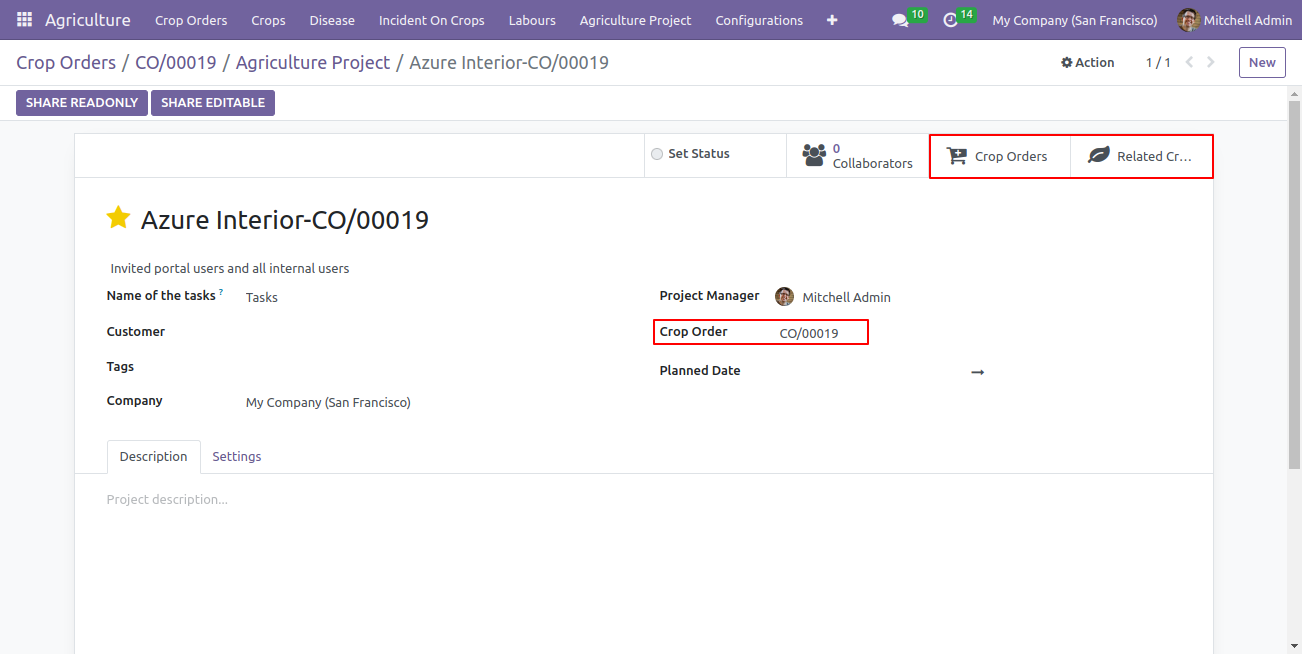 Agriculture Crop Orders Crops Disease Incident On Crops Labours Agriculture Project Configurations + 10 14 My Company (San Francisco) Mitchell Admin
Crop Orders / CO/00019 / Agriculture Project / Azure Interior-CO/00019 Action 1 / 1 New
SHARE READONLY SHARE EDITABLE
Set Status 0 Collaborators Crop Orders Related Cr...
Azure Interior-CO/00019
Invited portal users and all internal users
Name of the tasks ? Tasks Project Manager Mitchell Admin
Customer Crop Order CO/00019
Tags Planned Date →
Company My Company (San Francisco)
Description Settings
Project description...